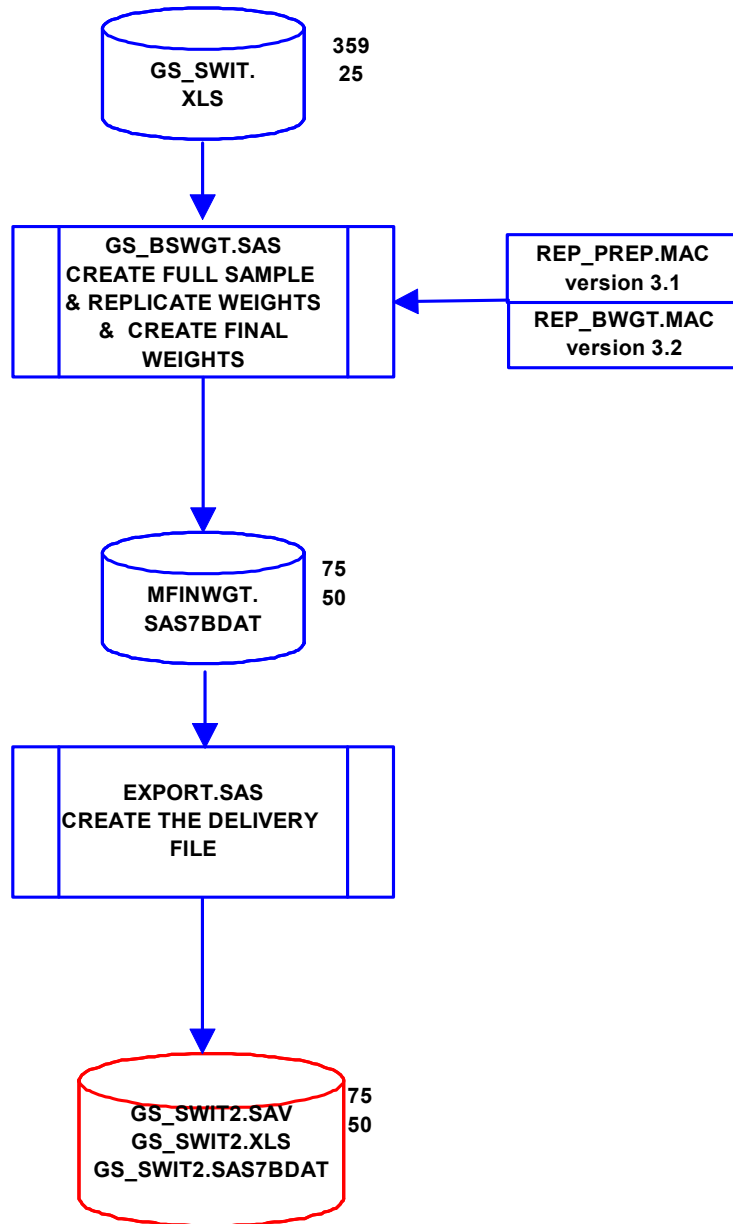 GS_SWIT.
XLS
359
25
GS_BSWGT.SAS
CREATE FULL SAMPLE
& REPLICATE WEIGHTS
& CREATE FINAL
WEIGHTS
REP_PREP.MAC
version 3.1
REP_BWGT.MAC
version 3.2
MFINWGT.
SAS7BDAT
75
50
EXPORT.SAS
CREATE THE DELIVERY
FILE
GS_SWIT2.SAV
GS_SWIT2.XLS
GS_SWIT2.SAS7BDAT
75
50